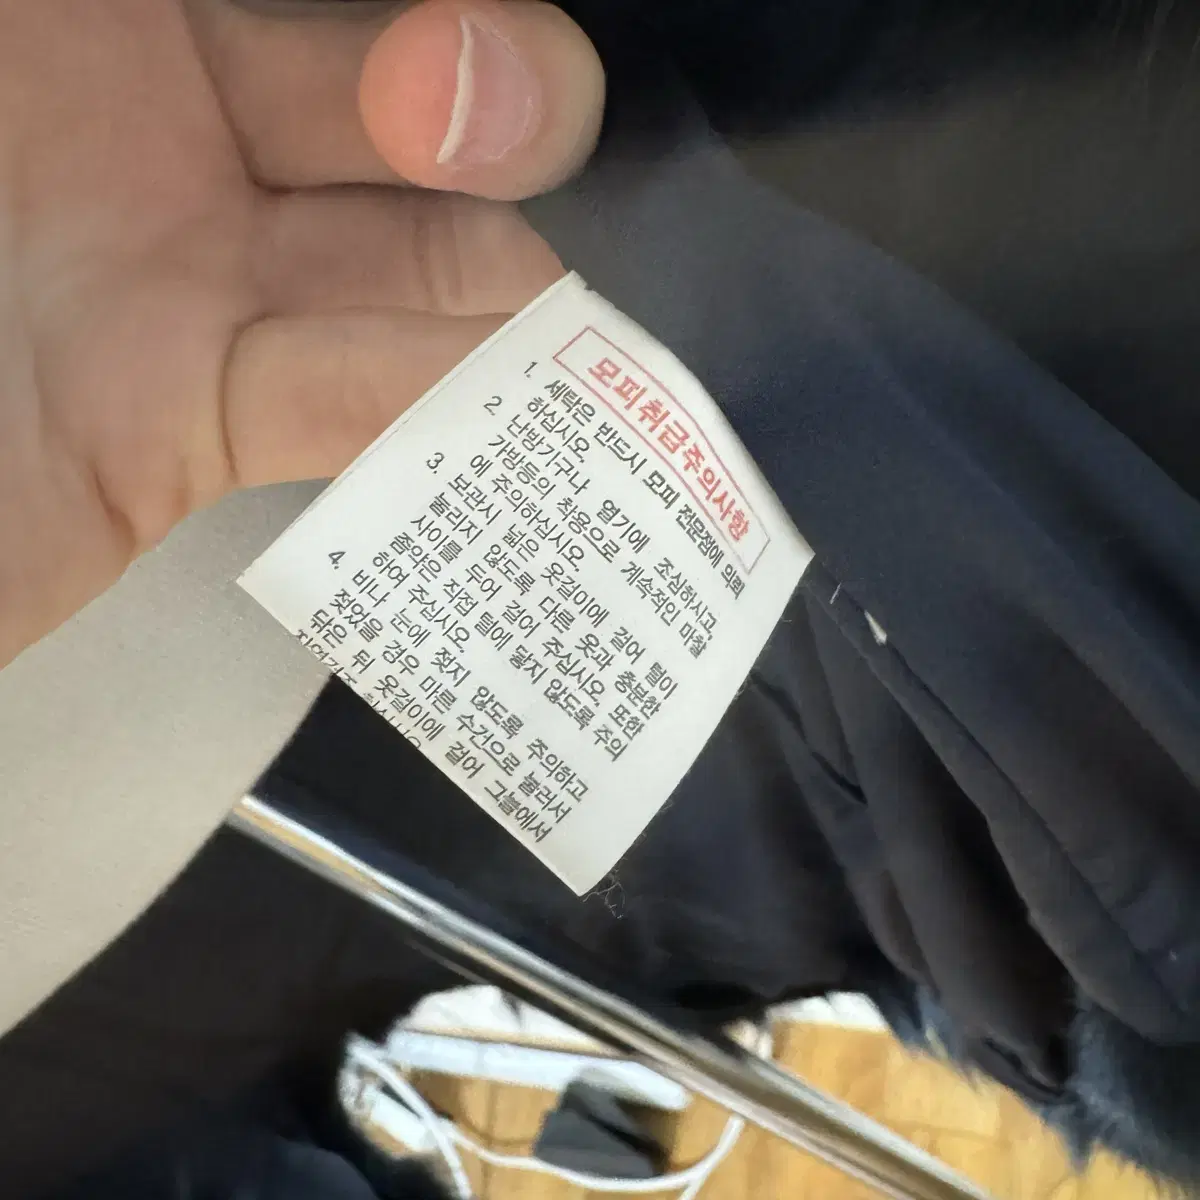 모피취급주의사항
1. 세탁은 반드시 모피 전문점에 의뢰
하십시오.
2. 난방기구나 열기에 조심하시고,
가방등의 착용으로 계속적인 마찰
에 주의하십시오.
3. 보관시 넓은 옷걸이에 걸어 털이
눌리지 않도록 다른 옷과 충분한
사이를 두어 걸어 주십시오. 또한
좀약은 직접 털에 닿지 않도록 주의
하여 주십시오.
4. 비나 눈에 젖지 않도록 주의하고
젖었을 경우 마른 수건으로 눌러서
닦은 뒤 옷걸이에 걸어 그늘에서